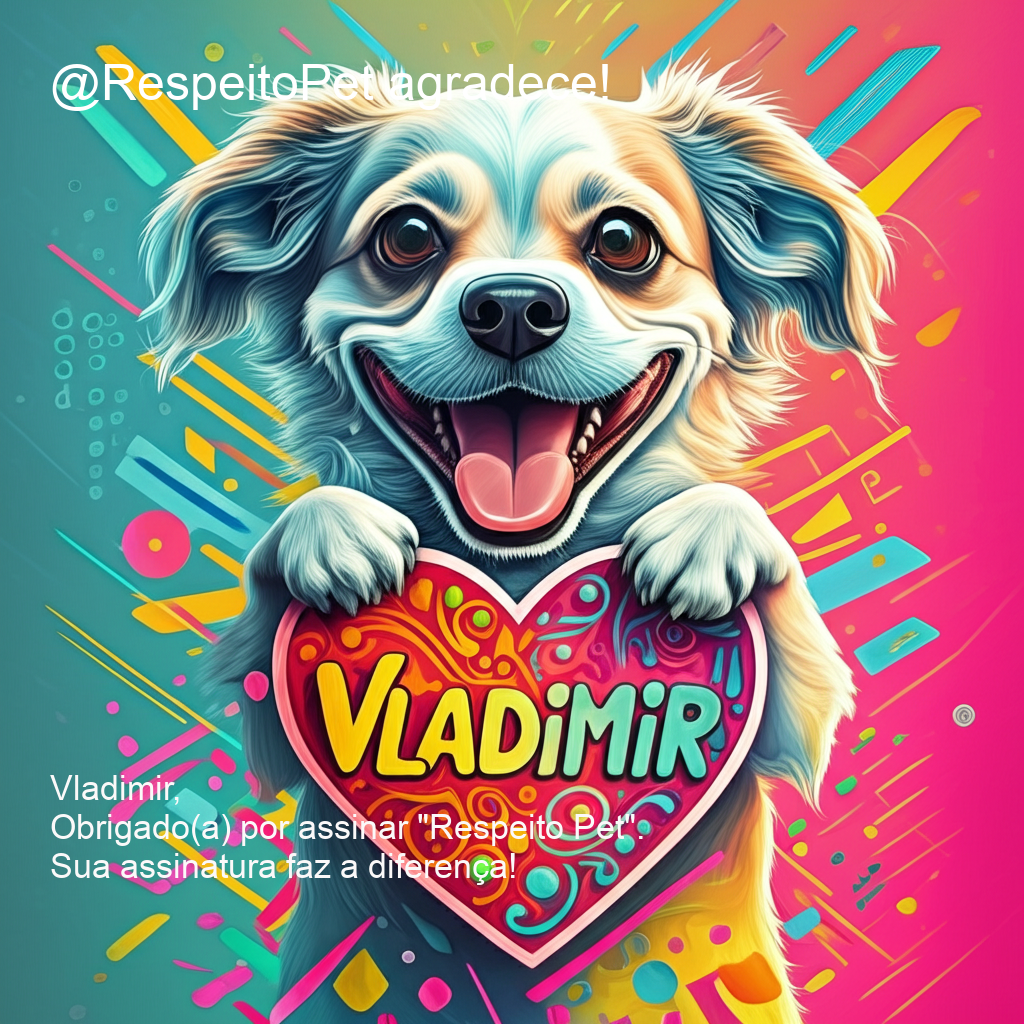 @RespeitoPet agradece!
VLADiMiR
Vladimir,
Obrigado(a) por assinar "Respeito Pet".
Sua assinatura faz a diferença!